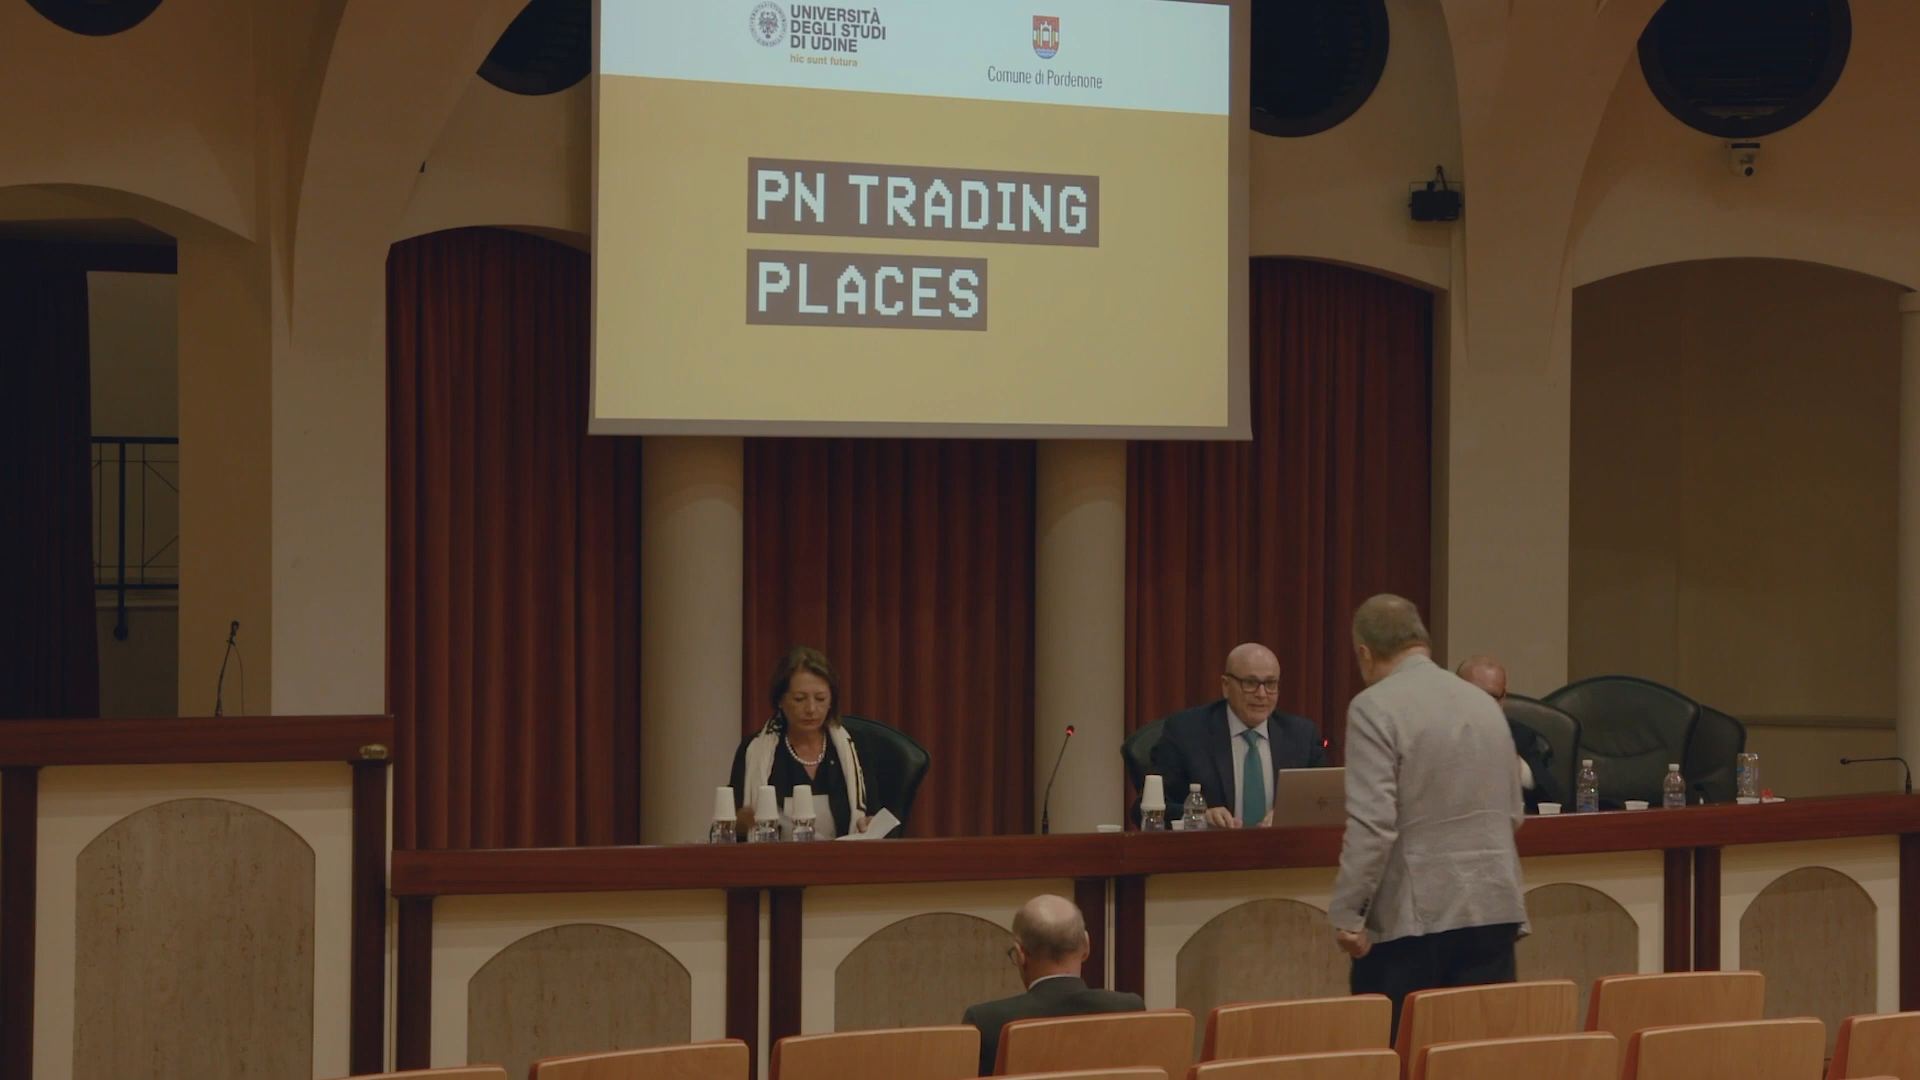 UNIVERSITÀ
DEGLI STUDI
DI UDINE
hic sunt futura
Comune di Pordenone
PN TRADING
PLACES